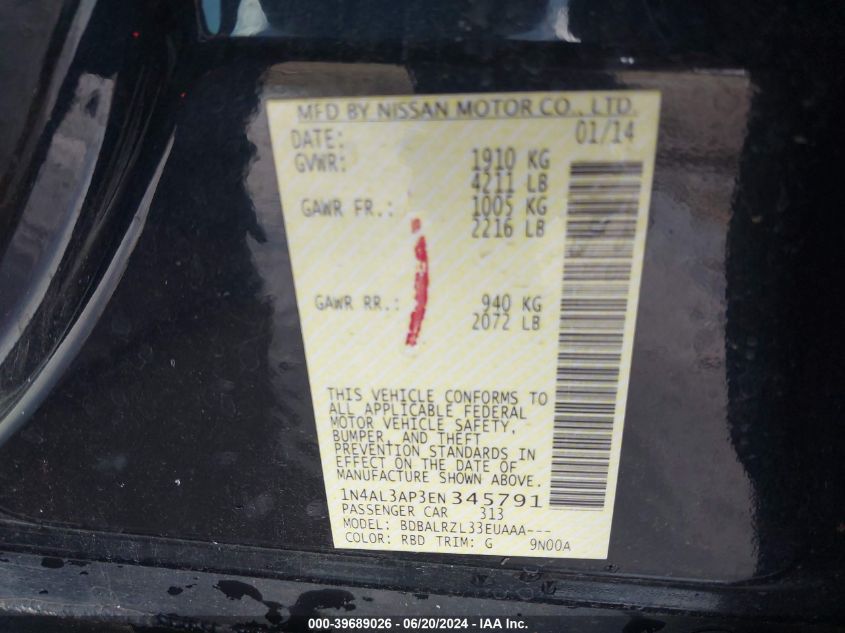 MFD BY NISSAN MOTOR CO., LTD.
DATE: 01/14
GVWR: 1910 KG
4211 LB
GAWR FR.: 1005 KG
2216 LB
GAWR RR.: 940 KG
2072 LB
THIS VEHICLE CONFORMS TO
ALL APPLICABLE FEDERAL
MOTOR VEHICLE SAFETY,
BUMPER, AND THEFT
PREVENTION STANDARDS IN
EFFECT ON THE DATE OF
MANUFACTURE SHOWN ABOVE.
1N4AL3AP3EN345791
PASSENGER CAR 313
MODEL: BDBALRZL33EUAAA---
COLOR: RBD TRIM: G 9N00A
000-39689026 - 06/20/2024 - IAA Inc.